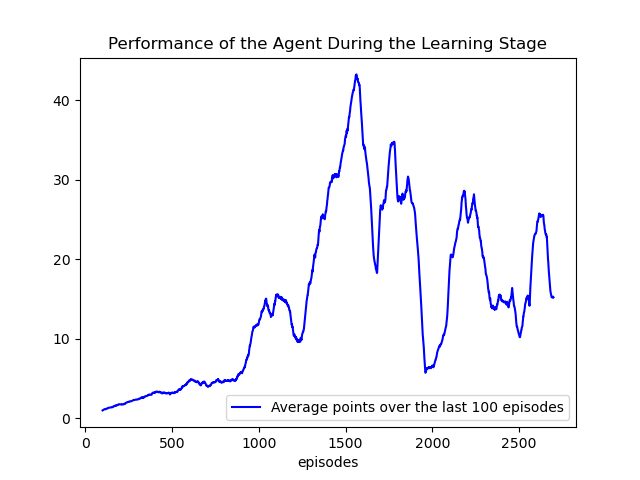 Performance of the Agent During the Learning Stage
40
30
20
10
0
Average points over the last 100 episodes
0 500 1000 1500 2000 2500
episodes